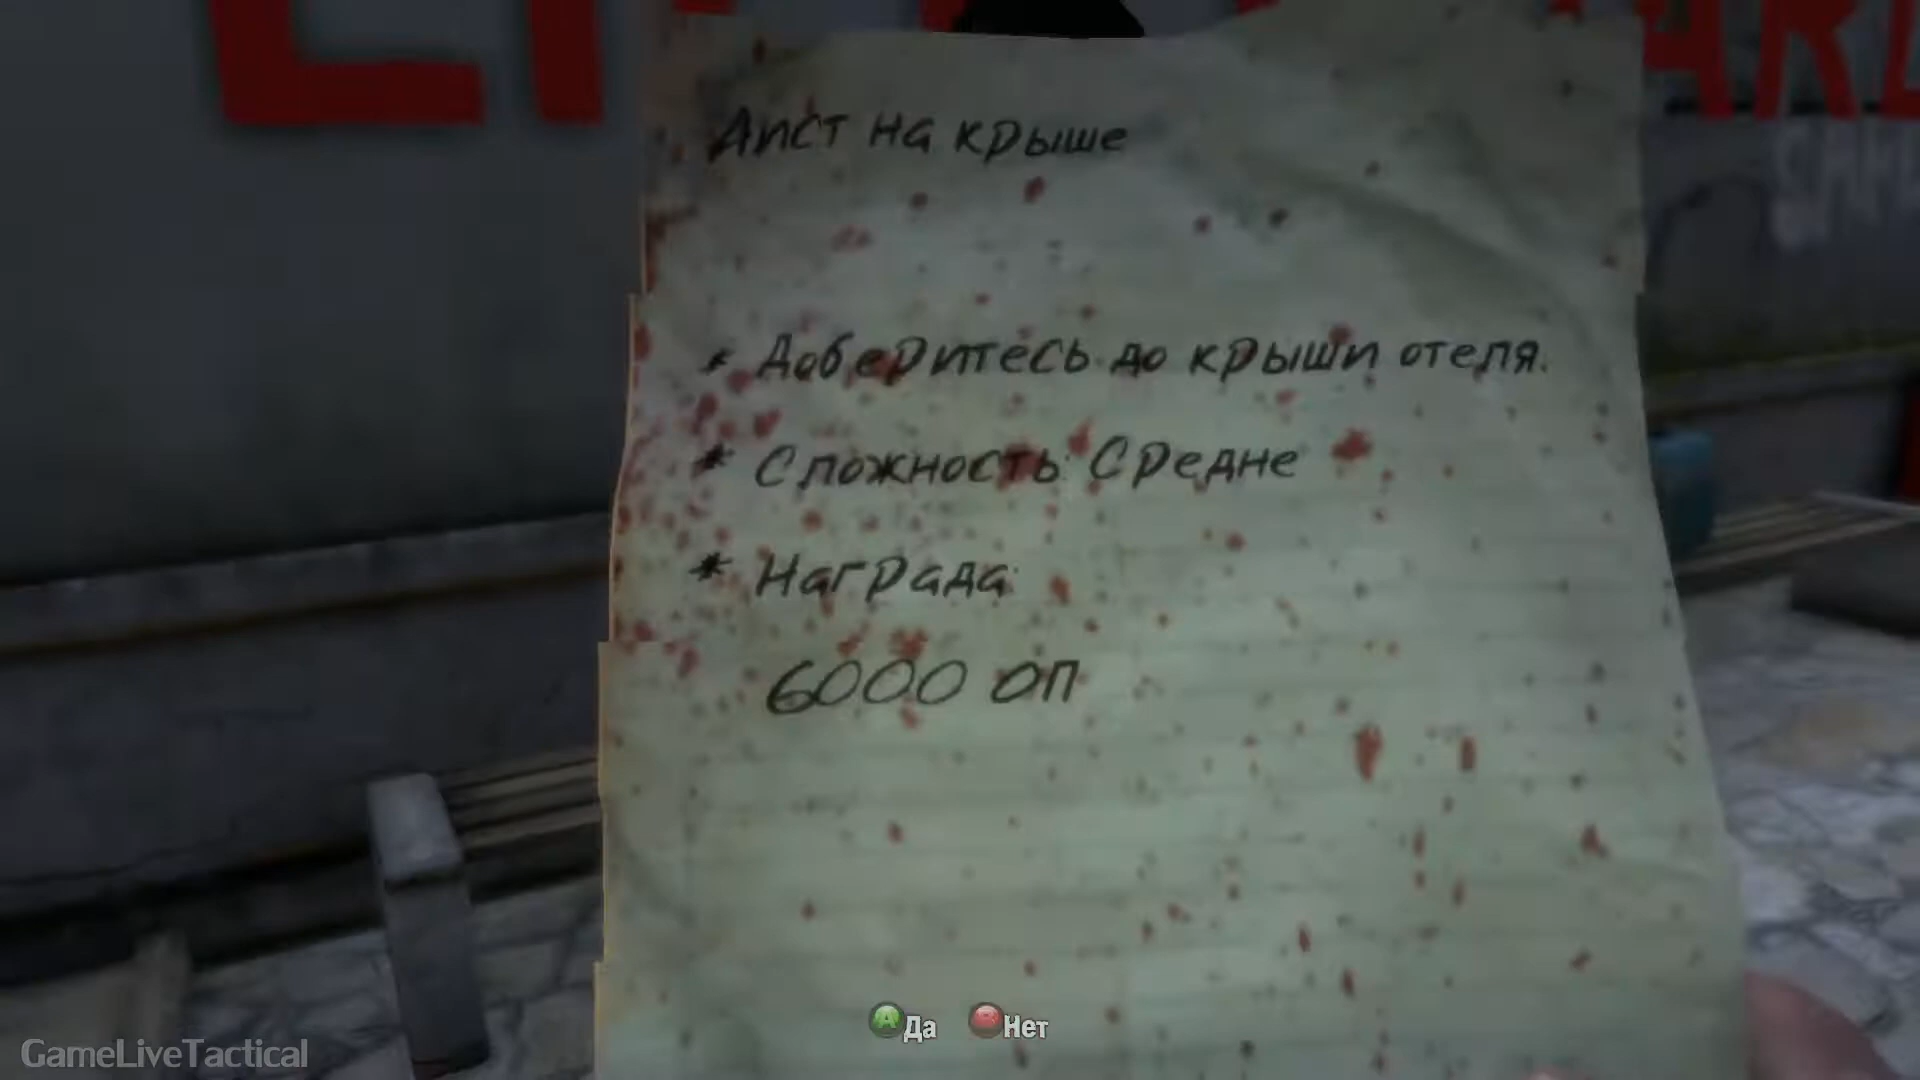 Аист на крыше
* Доберитесь до крыши отеля.
* Сложность: Средне
* Награда:
6000 ОП
A Да B Нет
GameLiveTactical